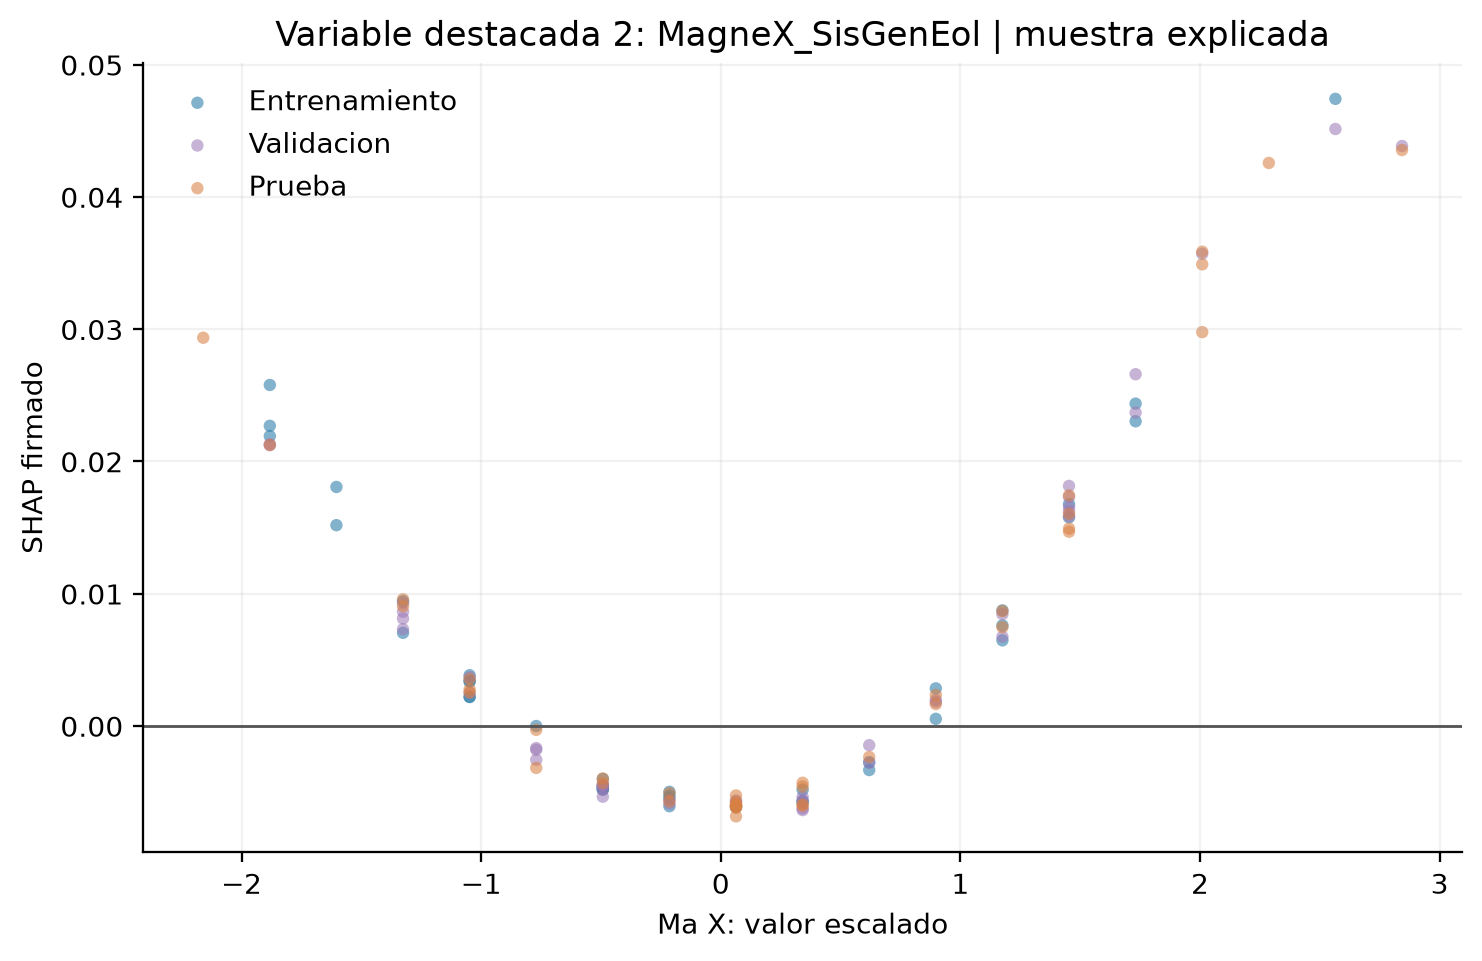 Variable destacada 2: MagneX_SisGenEol | muestra explicada
0.05
0.04
0.03
0.02
0.01
0.00
SHAP firmado
Entrenamiento
Validacion
Prueba
−2
−1
0
1
2
3
Ma X: valor escalado